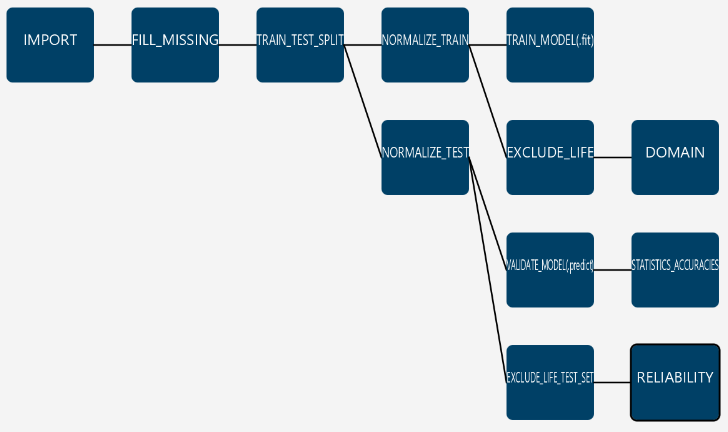 IMPORT
FILL_MISSING
TRAIN_TEST_SPLIT
NORMALIZE_TRAIN
TRAIN_MODEL(.fit)
NORMALIZE_TEST
EXCLUDE_LIFE
DOMAIN
VALIDATE_MODEL(.predict)
STATISTICS_ACCURACIES
EXCLUDE_LIFE_TEST_SET
RELIABILITY